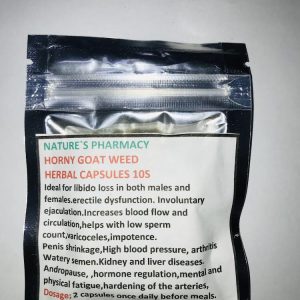 NATURE`S PHARMACY
HORNY GOAT WEED
HERBAL CAPSULES 10S
Ideal for libido loss in both males and
females.erectile dysfunction. Involuntary
ejaculation.Increases blood flow and
circulation,helps with low sperm
count,varicoceles,impotence.
Penis shrinkage,High blood pressure, arthritis
Watery semen.Kidney and liver diseases.
Andropause, ,hormone regulation,mental and
physical fatigue,hardening of the arteries,
Dosage; 2 capsules once daily before meals.